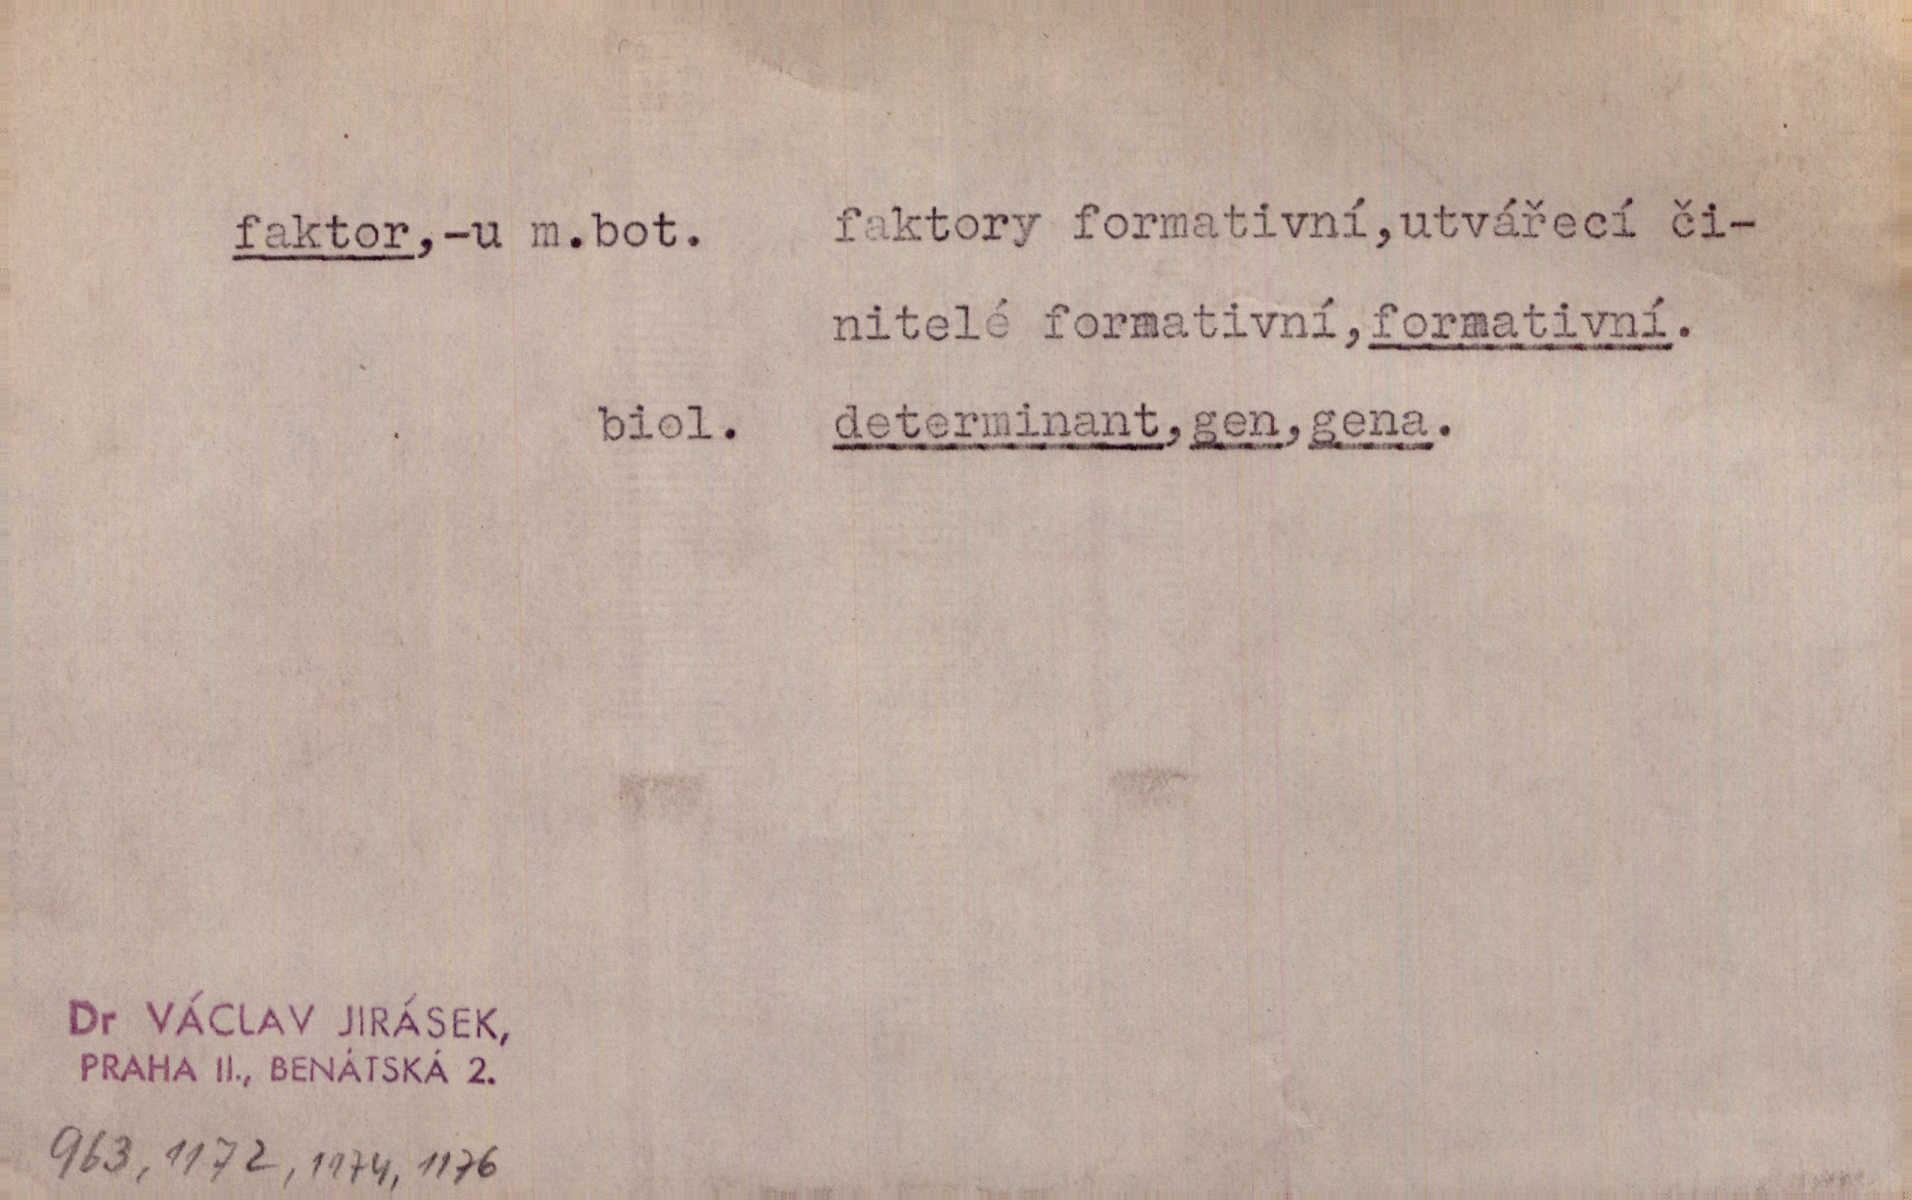 faktor,-u m.bot. faktory formativní,utvářecí či-
nitelé formativní,formativní.
biol. determinant,gen,gena.
Dr VÁCLAV JIRÁSEK,
PRAHA II., BENÁTSKÁ 2.
963, 1172, 1174, 1176